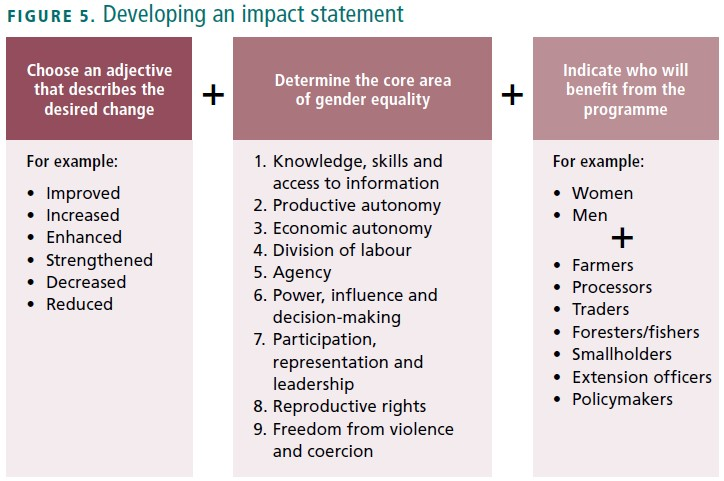 FIGURE 5. Developing an impact statement
Choose an adjective
that describes the
desired change
+
Determine the core area
of gender equality
+
Indicate who will
benefit from the
programme
For example:
• Improved
• Increased
• Enhanced
• Strengthened
• Decreased
• Reduced
1. Knowledge, skills and
access to information
2. Productive autonomy
3. Economic autonomy
4. Division of labour
5. Agency
6. Power, influence and
decision-making
7. Participation,
representation and
leadership
8. Reproductive rights
9. Freedom from violence
and coercion
For example:
• Women
• Men
+
• Farmers
• Processors
• Traders
• Foresters/fishers
• Smallholders
• Extension officers
• Policymakers